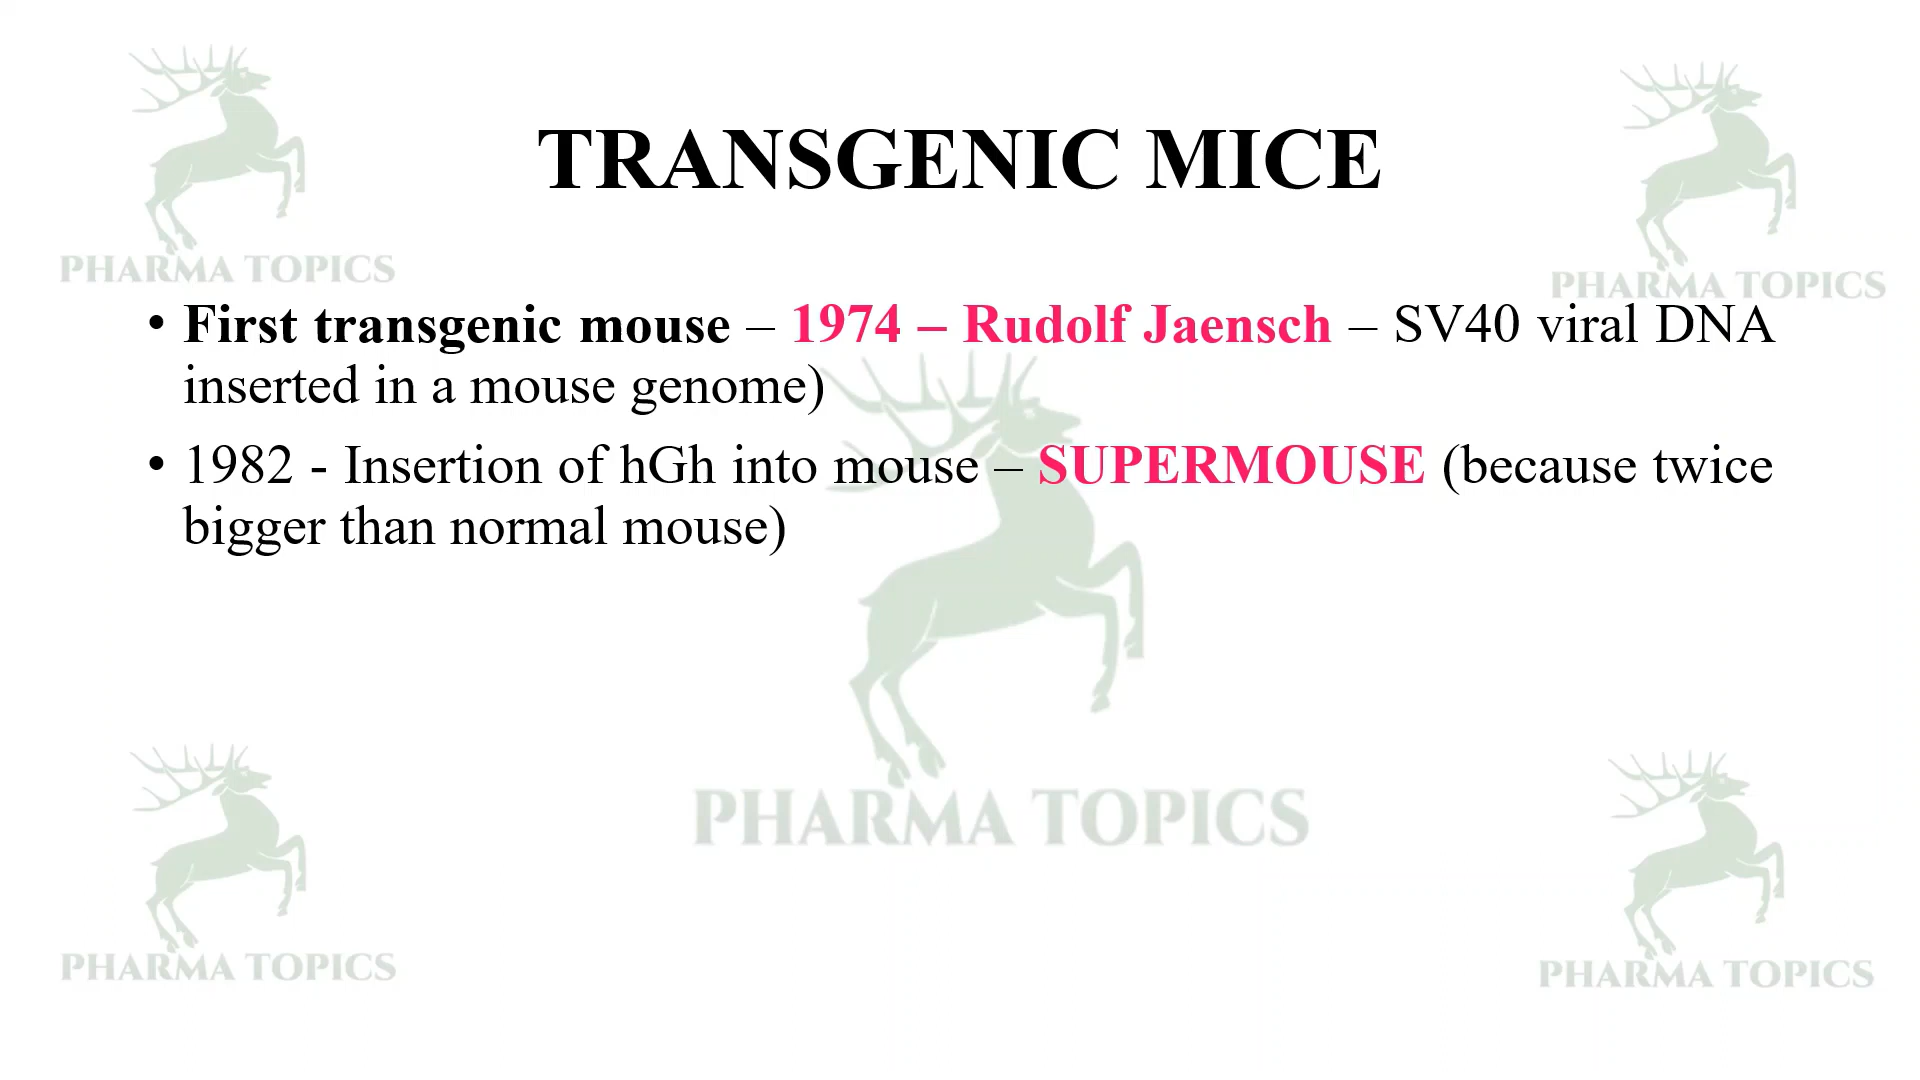 TRANSGENIC MICE
PHARMA TOPICS
PHARMA TOPICS
• First transgenic mouse – 1974 – Rudolf Jaensch – SV40 viral DNA
inserted in a mouse genome)
• 1982 - Insertion of hGh into mouse – SUPERMOUSE (because twice
bigger than normal mouse)
PHARMA TOPICS
PHARMA TOPICS
PHARMA TOPICS